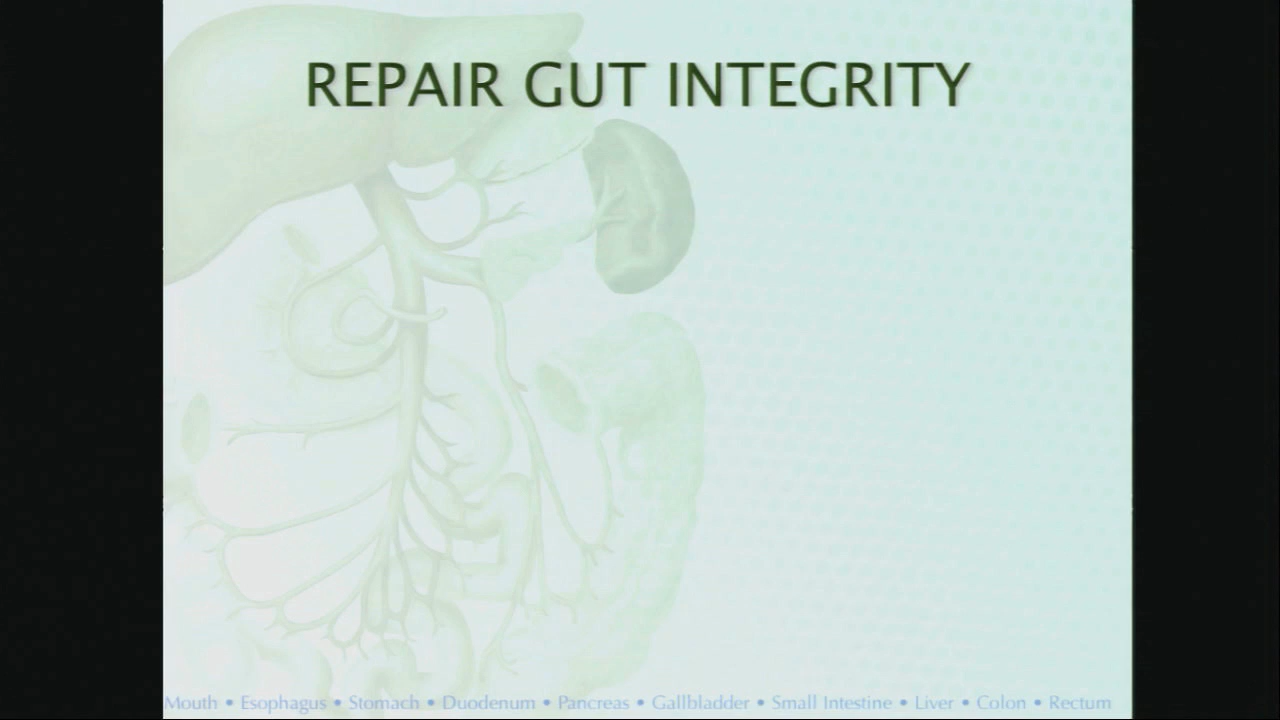 REPAIR GUT INTEGRITY
Mouth • Esophagus • Stomach • Duodenum • Pancreas • Gallbladder • Small Intestine • Liver • Colon • Rectum